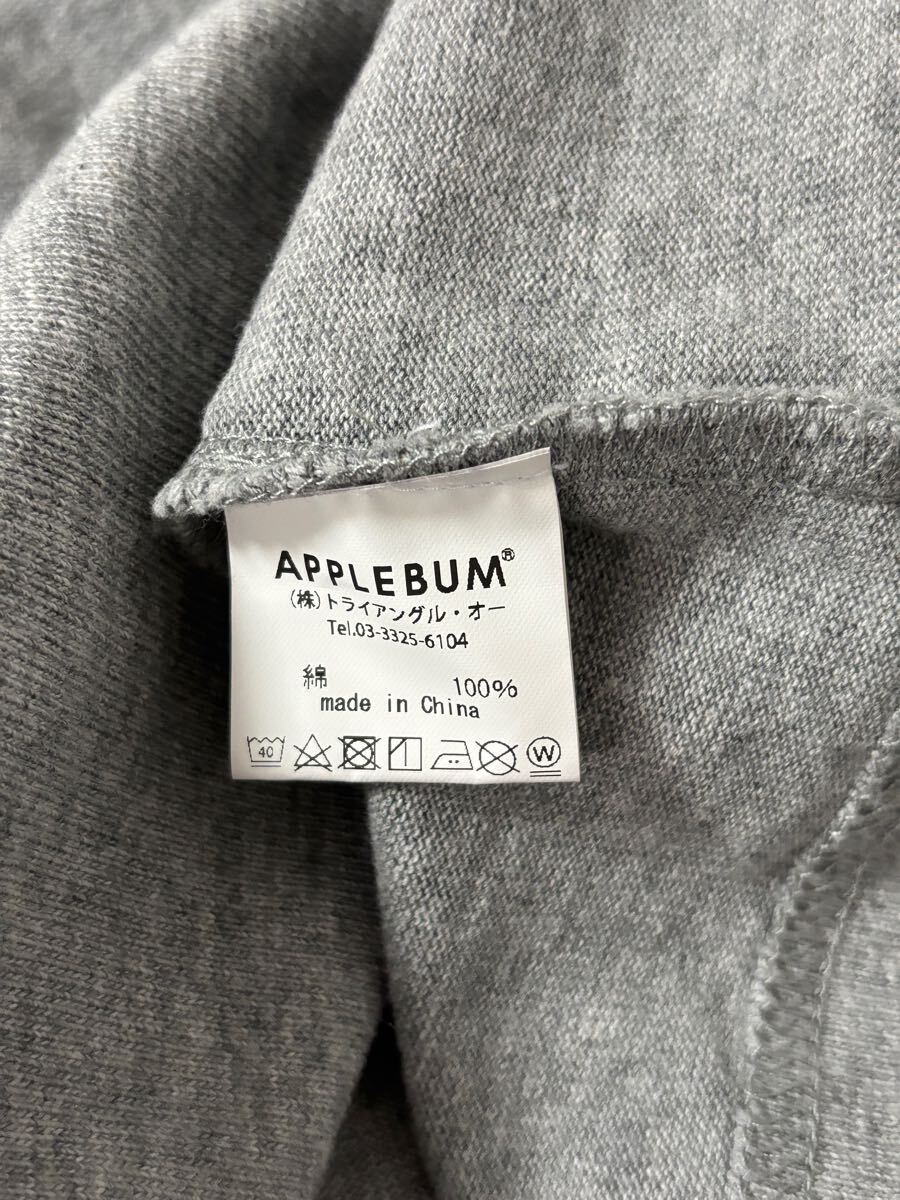 APPLEBUM®
(株)トライアングル・オー
Tel.03-3325-6104
綿 100%
made in China
40 W